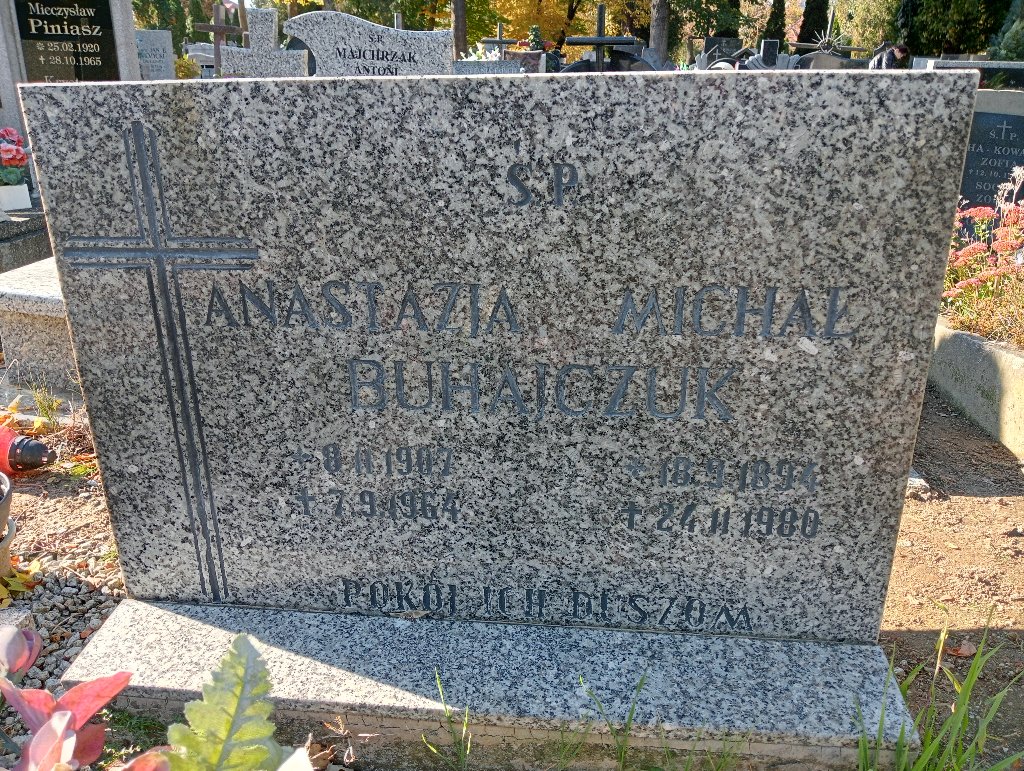 Mieczysław
Piniasz
* 25.02.1920
+ 28.10.1965
Ś.P.
MAJCHRZAK
ANTONI
Ś.P.
ZOFIA
Ś.P.
ANASTAZJA MICHAŁ
BUHAJCZUK
* 8 11 1907 * 18.9.1894
+ 7.9.1964 + 24 11 1980
POKÓJ ICH DUSZOM